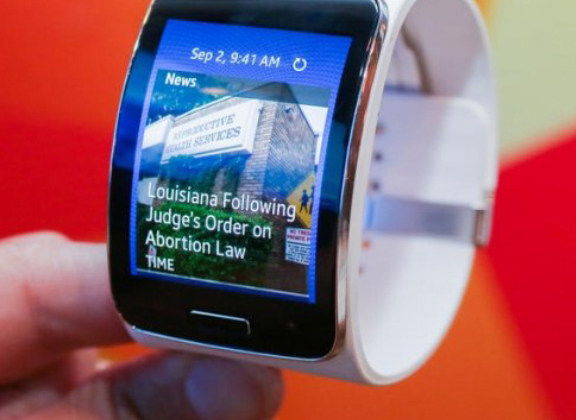 Sep 2, 9:41 AM
News
REPRODUCTIVE
HEALTH SERVICES
Louisiana Following
Judge's Order on
Abortion Law
TIME